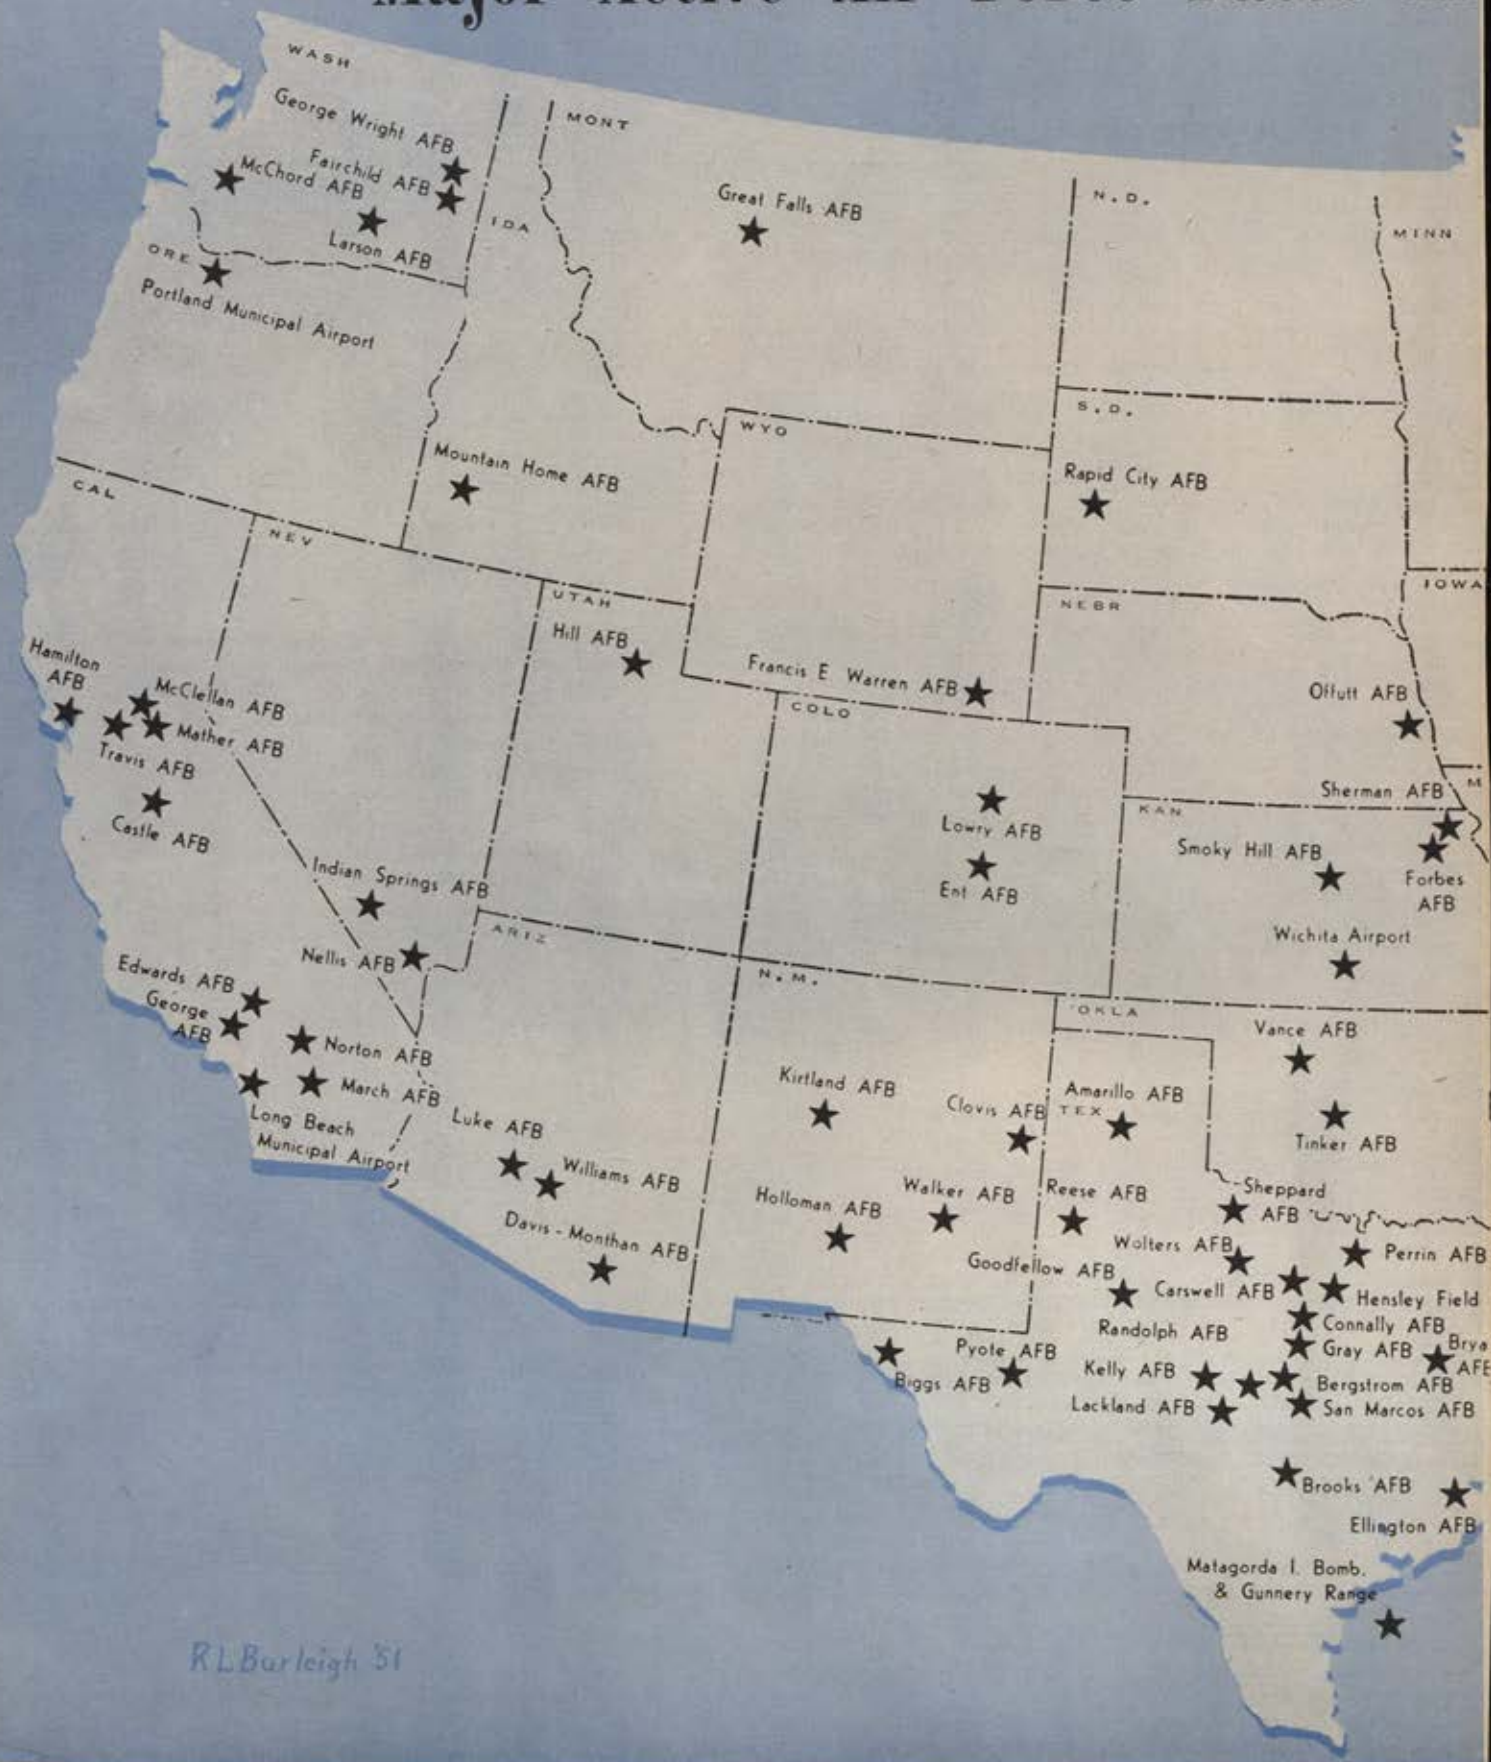 WASH
George Wright AFB
Fairchild AFB
McChord AFB
Larson AFB
IDA
MONT
Great Falls AFB
N.D.
MINN
ORE
Portland Municipal Airport
Mountain Home AFB
WYO
S.D.
Rapid City AFB
CAL
NEV
UTAH
Hill AFB
NEBR
IOWA
Hamilton
AFB
McClellan AFB
Mather AFB
Travis AFB
Castle AFB
Francis E Warren AFB
COLO
Offutt AFB
Sherman AFB
M
KAN
Lowry AFB
Ent AFB
Smoky Hill AFB
Forbes
AFB
Wichita Airport
Indian Springs AFB
Nellis AFB
ARIZ
N.M.
OKLA
Edwards AFB
George
AFB
Norton AFB
March AFB
Long Beach
Municipal Airport
Vance AFB
Tinker AFB
Kirtland AFB
Clovis AFB
TEX
Amarillo AFB
Luke AFB
Williams AFB
Davis - Monthan AFB
Holloman AFB
Walker AFB
Reese AFB
Sheppard
AFB
Wolters AFB
Perrin AFB
Goodfellow AFB
Carswell AFB
Hensley Field
Connally AFB
Randolph AFB
Gray AFB
Brya
AFB
Pyote AFB
Biggs AFB
Kelly AFB
Bergstrom AFB
Lackland AFB
San Marcos AFB
Brooks AFB
Ellington AFB
Matagorda I. Bomb.
& Gunnery Range
RLBurleigh '51